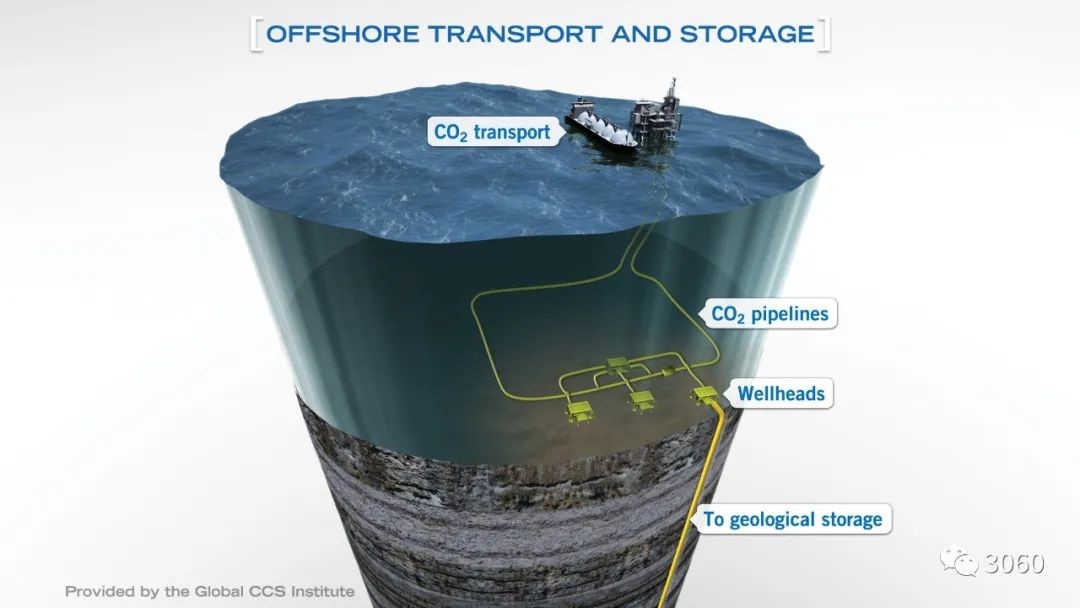 [OFFSHORE TRANSPORT AND STORAGE]
CO₂ transport
CO₂ pipelines
Wellheads
To geological storage
Provided by the Global CCS Institute
3060